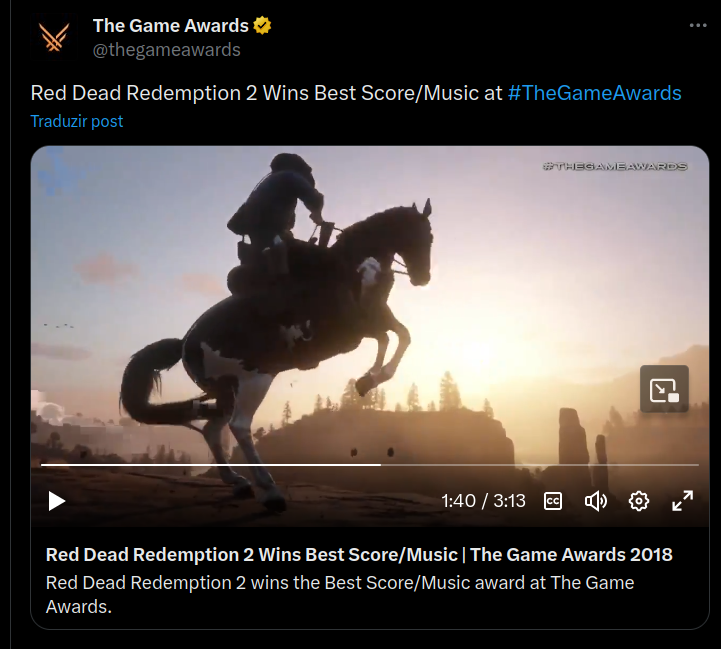 The Game Awards
@thegameawards
Red Dead Redemption 2 Wins Best Score/Music at #TheGameAwards
Traduzir post
#THEGAMEAWARDS
1:40 / 3:13
CC
Red Dead Redemption 2 Wins Best Score/Music | The Game Awards 2018
Red Dead Redemption 2 wins the Best Score/Music award at The Game
Awards.